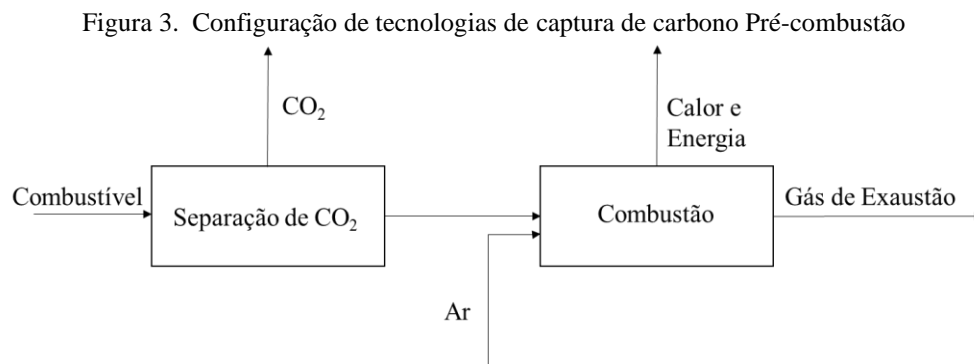 Figura 3. Configuração de tecnologias de captura de carbono Pré-combustão
CO₂
Calor e
Energia
Combustível
Separação de CO₂
Combustão
Gás de Exaustão
Ar